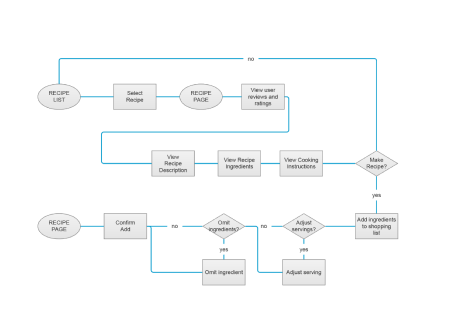 no
RECIPE
LIST
Select
Recipe
RECIPE
PAGE
View user
reviews and
ratings
View
Recipe
Description
View Recipe
Ingredients
View Cooking
Instructions
Make
Recipe?
yes
RECIPE
PAGE
Confirm
Add
no
Omit
ingredients?
no
Adjust
servings?
Add ingredients
to shopping
list
yes
yes
Omit ingredient
Adjust serving